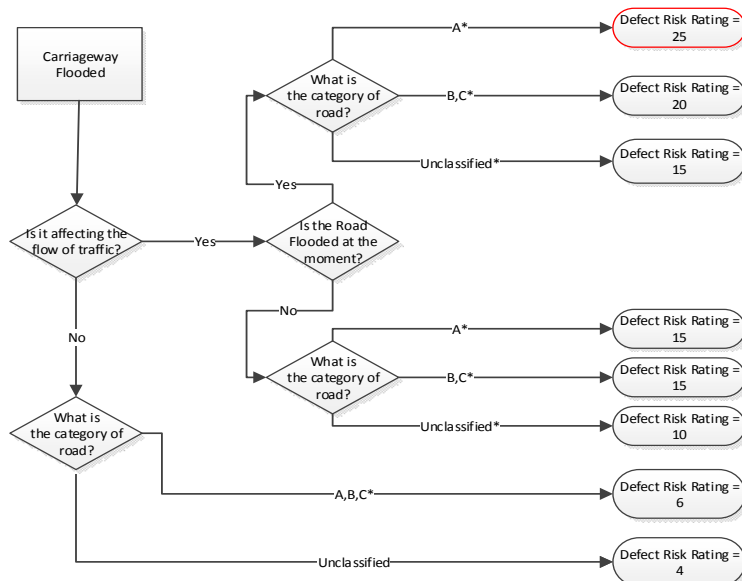 Carriageway
Flooded
Is it affecting the
flow of traffic?
Yes
Is the Road
Flooded at the
moment?
Yes
What is
the category of
road?
A*
Defect Risk Rating =
25
B,C*
Defect Risk Rating =
20
Unclassified*
Defect Risk Rating =
15
No
What is
the category of
road?
A*
Defect Risk Rating =
15
B,C*
Defect Risk Rating =
15
Unclassified*
Defect Risk Rating =
10
No
What is
the category of
road?
A,B,C*
Defect Risk Rating =
6
Unclassified
Defect Risk Rating =
4